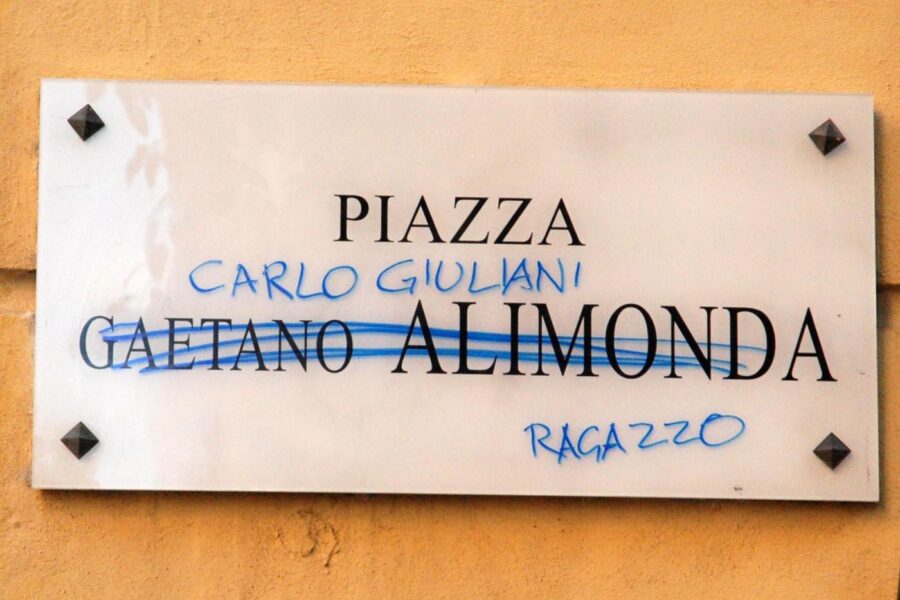 PIAZZA
CARLO GIULIANI
GAETANO ALIMONDA
RAGAZZO